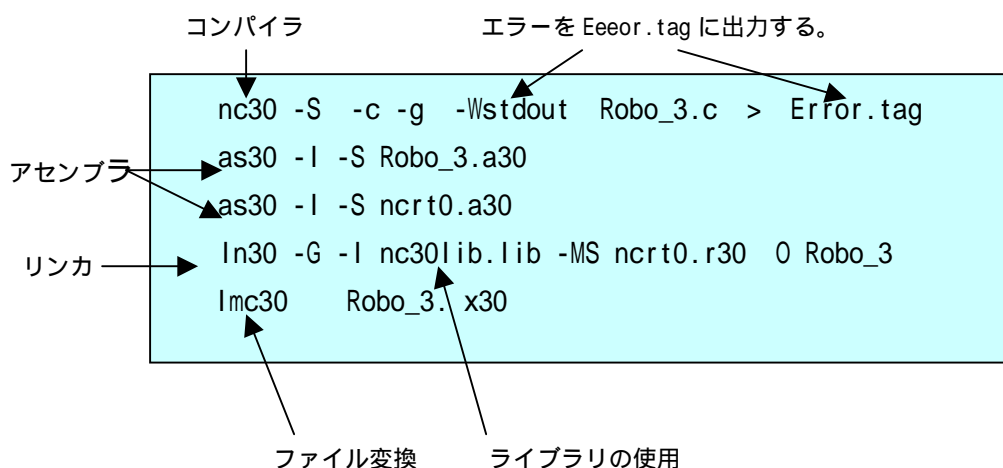 コンパイラ
エラーを Eeeor.tag に出力する。
nc30 -S -c -g -Wstdout Robo_3.c > Error.tag
アセンブラ
as30 -l -S Robo_3.a30
as30 -l -S ncrt0.a30
リンカ
ln30 -G -l nc30lib.lib -MS ncrt0.r30 O Robo_3
lmc30 Robo_3. x30
ファイル変換
ライブラリの使用